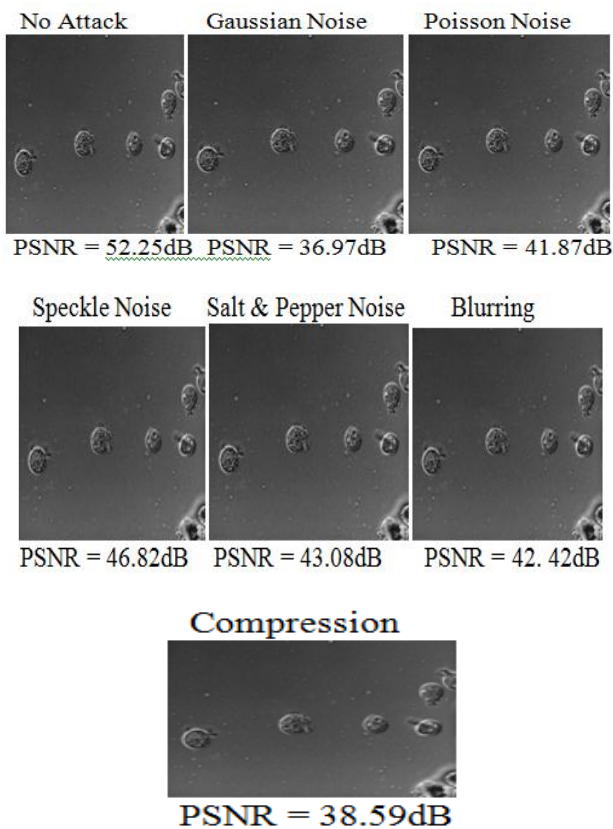 No Attack Gaussian Noise Poisson Noise
PSNR = 52.25dB PSNR = 36.97dB PSNR = 41.87dB
Speckle Noise Salt & Pepper Noise Blurring
PSNR = 46.82dB PSNR = 43.08dB PSNR = 42. 42dB
Compression
PSNR = 38.59dB